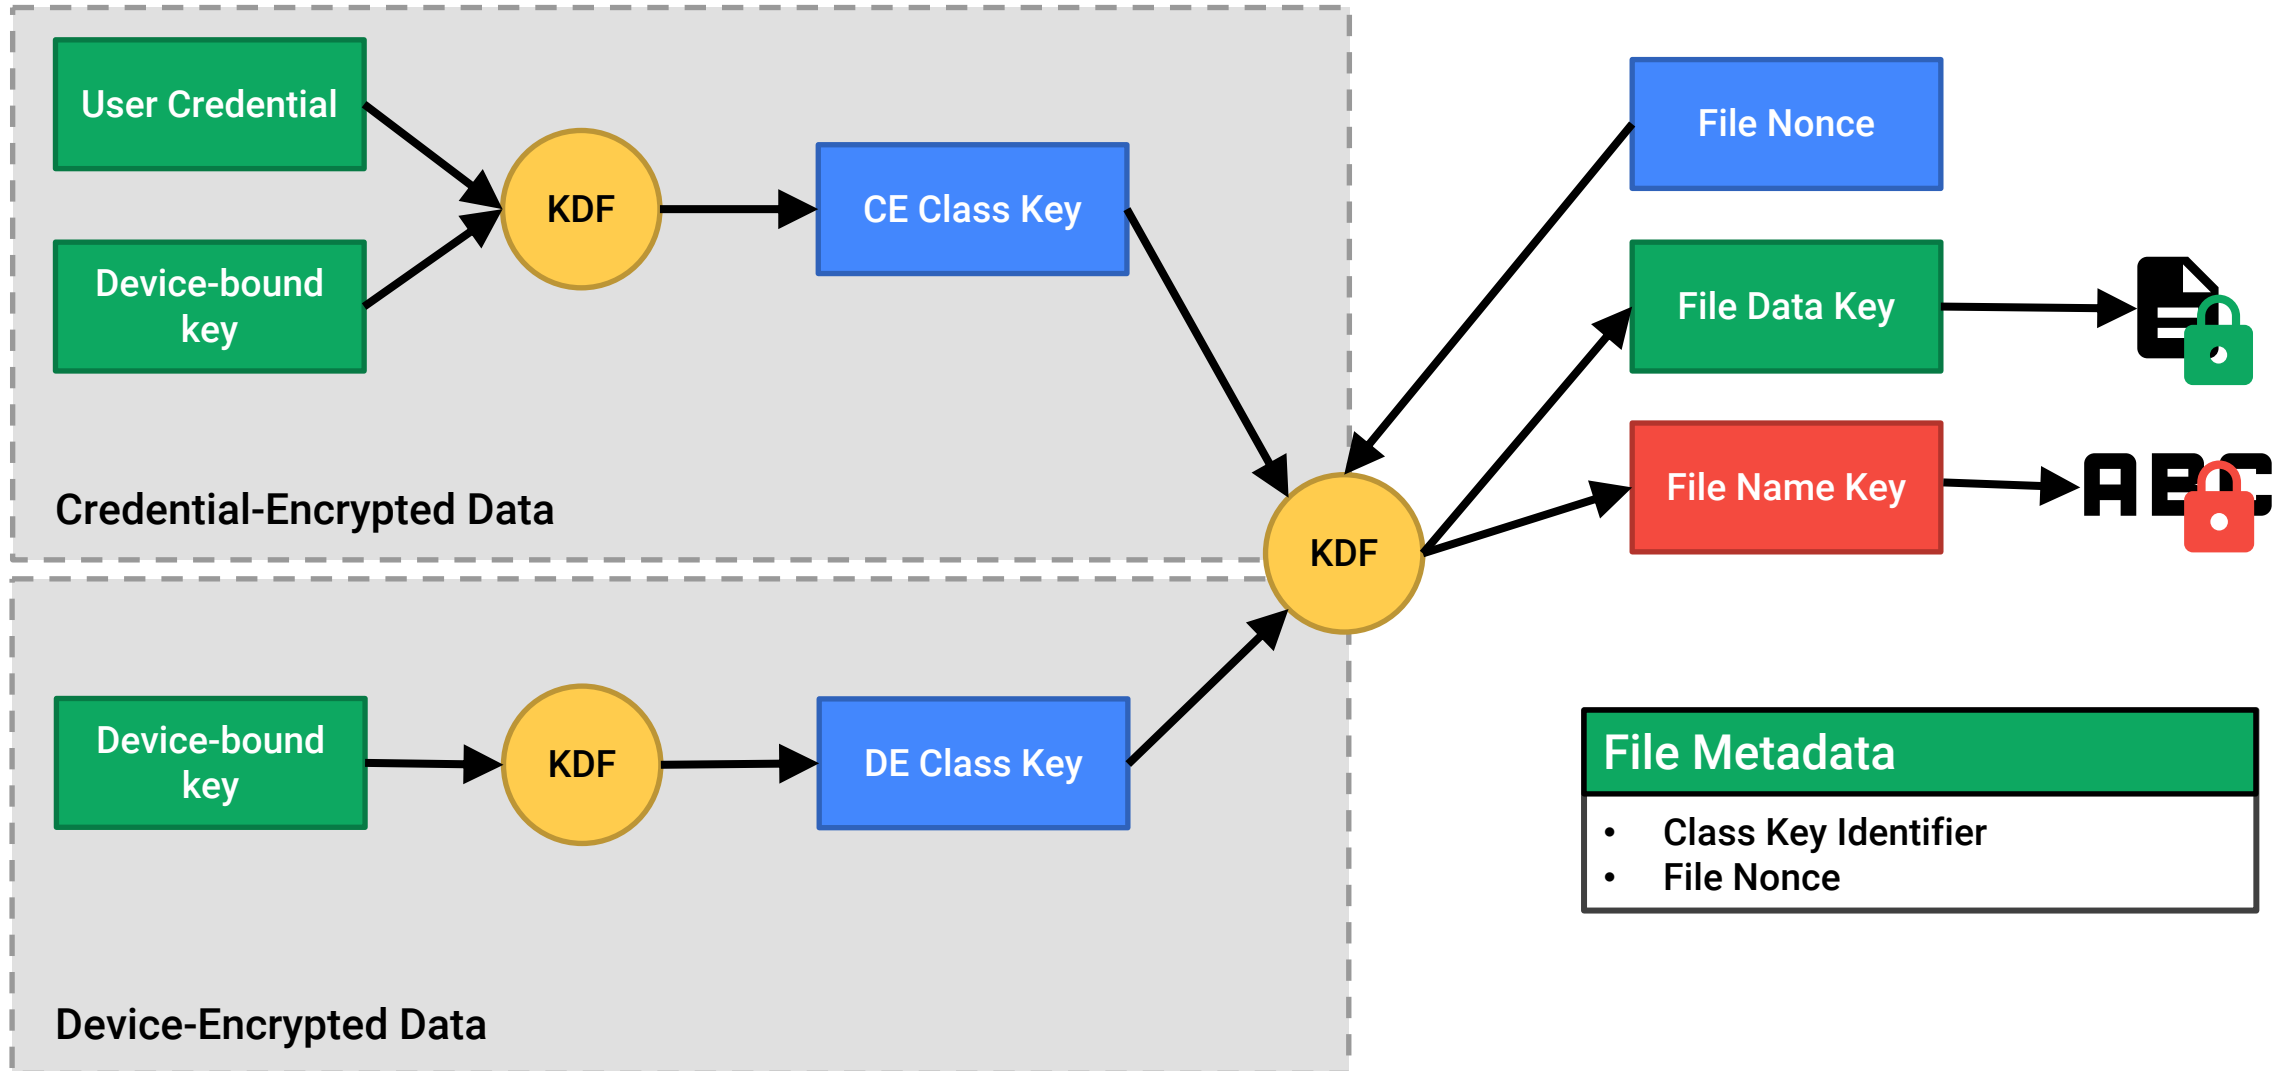 User Credential
Device-bound
key
KDF
CE Class Key
Credential-Encrypted Data
Device-bound
key
KDF
DE Class Key
Device-Encrypted Data
KDF
File Nonce
File Data Key
File Name Key
ABC
File Metadata
• Class Key Identifier
• File Nonce